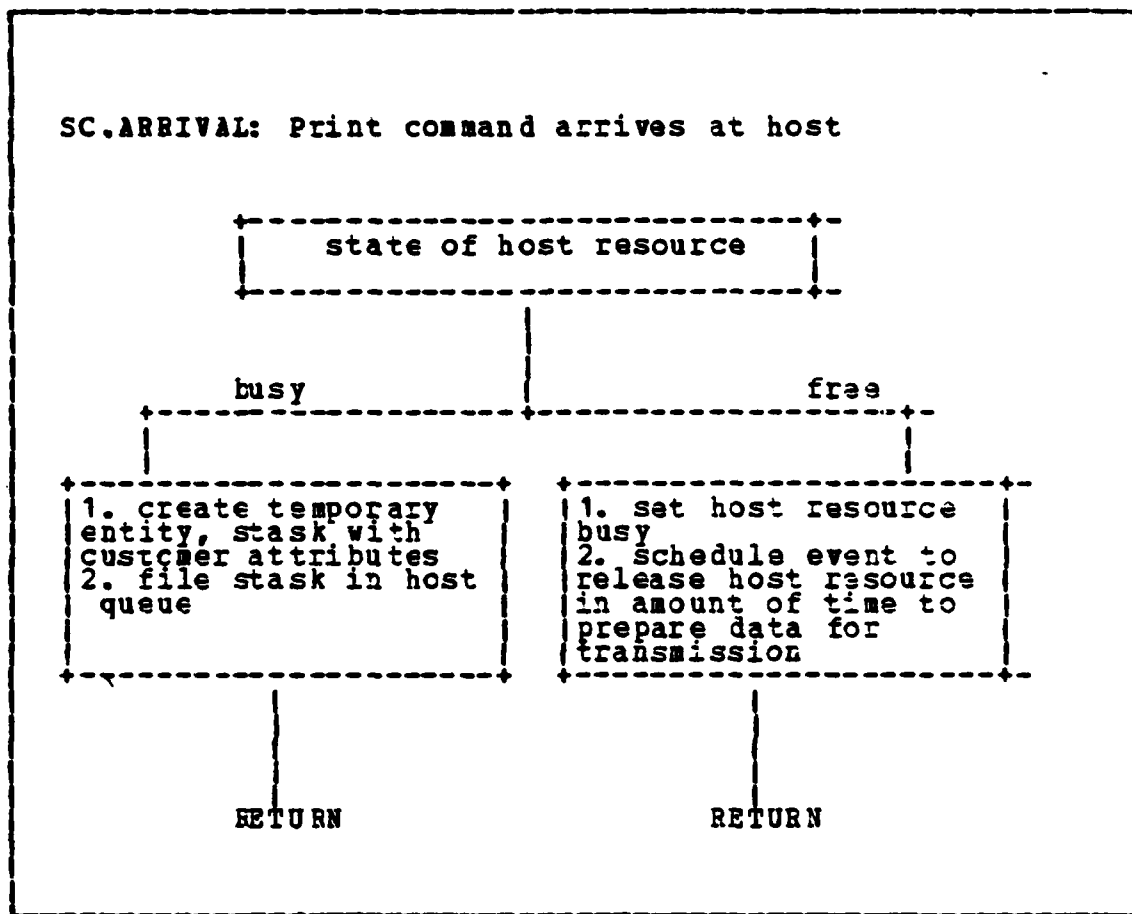 SC.ARRIVAL: Print command arrives at host
state of host resource
busy
free
1. create temporary
entity, stask with
customer attributes
2. file stask in host
queue
1. set host resource
busy
2. schedule event to
release host resource
in amount of time to
prepare data for
transmission
RETURN
RETURN